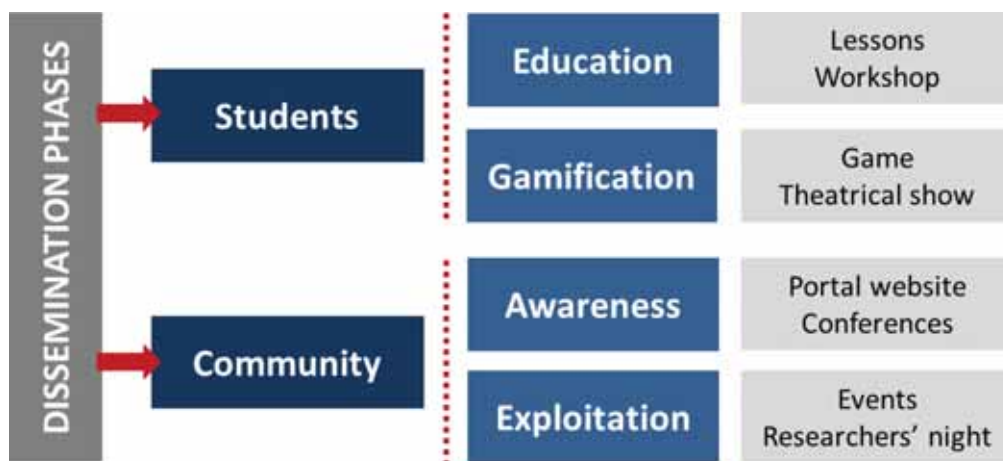 DISSEMINATION PHASES
Students
Education
Lessons
Workshop
Gamification
Game
Theatrical show
Community
Awareness
Portal website
Conferences
Exploitation
Events
Researchers' night